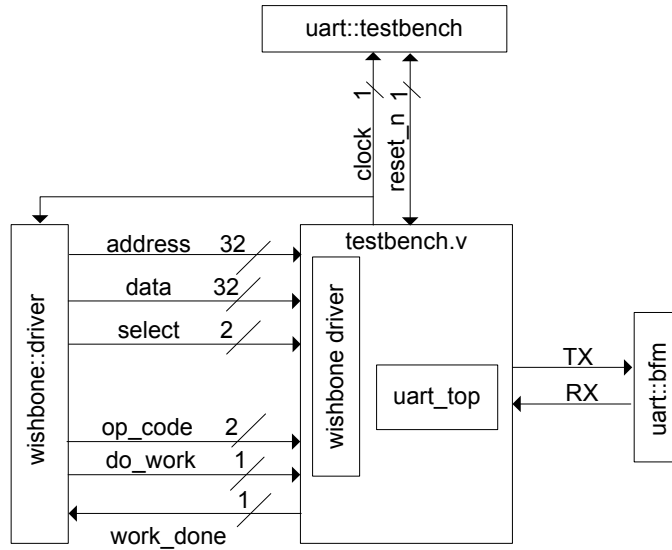 uart::testbench
1
1
clock
reset_n
testbench.v
wishbone::driver
address 32
data 32
select 2
op_code 2
do_work 1
1
work_done
wishbone driver
uart_top
TX
RX
uart::bfm